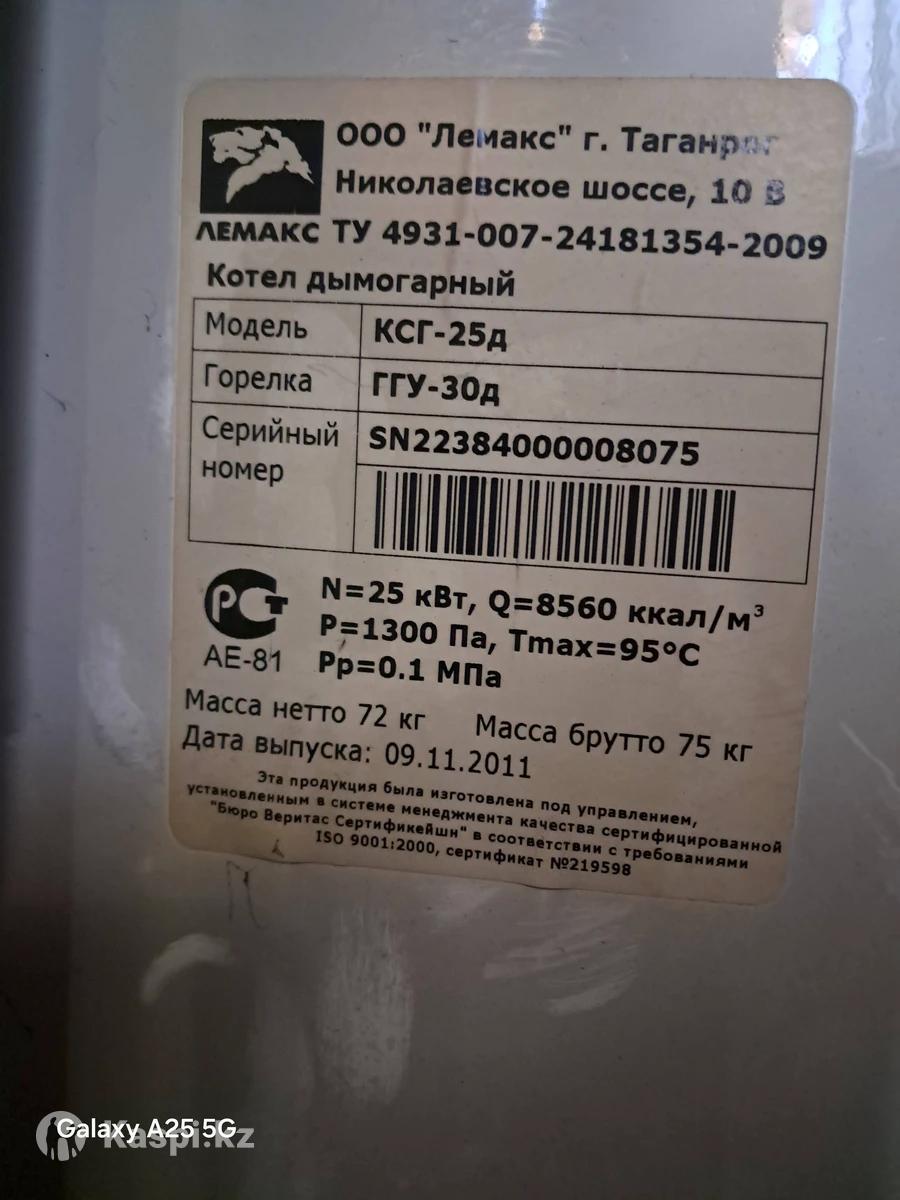 ООО "Лемакс" г. Таганрог
Николаевское шоссе, 10 В
ЛЕМАКС ТУ 4931-007-24181354-2009
Котел дымогарный
Модель КСГ-25д
Горелка ГГУ-30д
Серийный номер SN22384000008075
РСТ
АЕ-81
N=25 кВт, Q=8560 ккал/м³
P=1300 Па, Tmax=95°C
Pp=0.1 МПа
Масса нетто 72 кг Масса брутто 75 кг
Дата выпуска: 09.11.2011
Эта продукция была изготовлена под управлением,
установленным в системе менеджмента качества сертифицированной
"Бюро Веритас Сертификейшн" в соответствии с требованиями
ISO 9001:2000, сертификат №219598
Galaxy A25 5G
Kaspi.kz